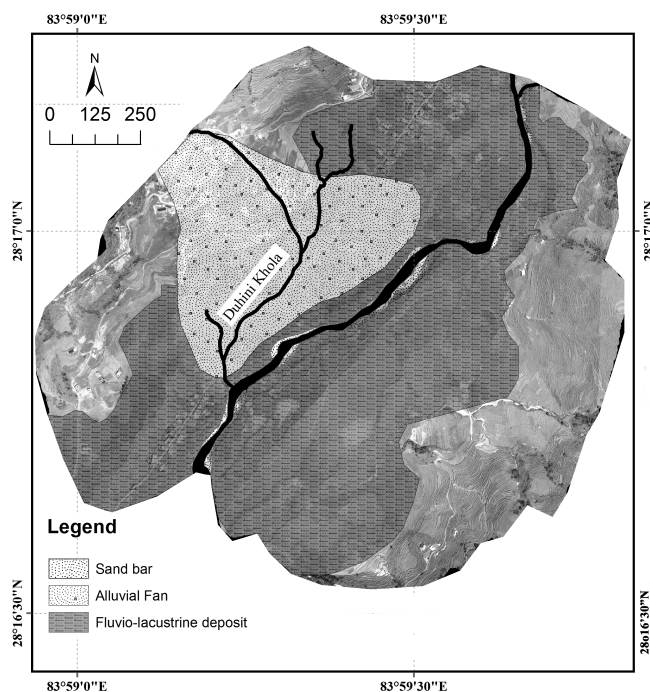 83°59'0"E 83°59'30"E
N
0 125 250
28°17'0"N
28°17'0"N
Duhini Khola
Legend
Sand bar
Alluvial Fan
Fluvio-lacustrine deposit
28°16'30"N
28o16'30"N
83°59'0"E 83°59'30"E